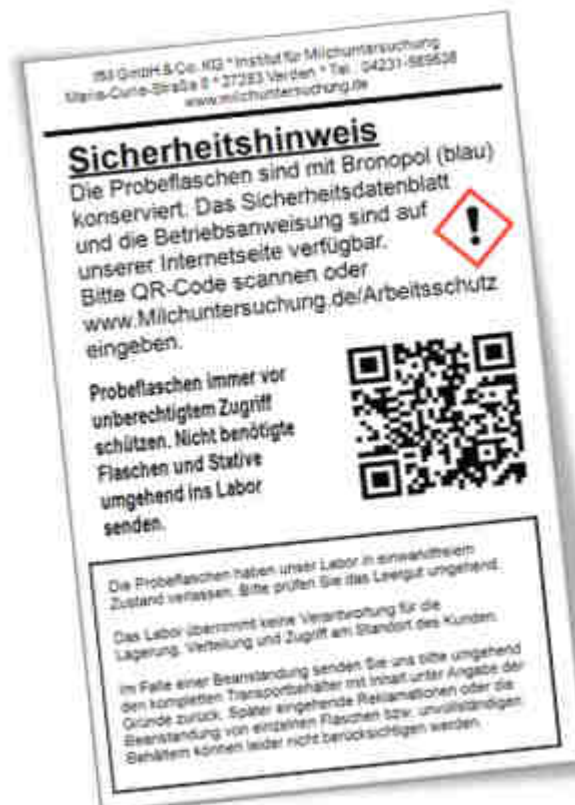 GmbH & Co. KG * Institut für Milchuntersuchung
Marie-Curie-Straße 8 * 27283 Verden * Tel.: 04231-
www.milchuntersuchung.de
Sicherheitshinweis
Die Probeflaschen sind mit Bronopol (blau)
konserviert. Das Sicherheitsdatenblatt
und die Betriebsanweisung sind auf
unserer Internetseite verfügbar.
Bitte QR-Code scannen oder
www.Milchuntersuchung.de/Arbeitsschutz
eingeben.
Probeflaschen immer vor
unberechtigtem Zugriff
schützen. Nicht benötigte
Flaschen und Stative
umgehend ins Labor
senden.
Die Probeflaschen haben unser Labor in einwandfreiem
Zustand verlassen. Bitte prüfen Sie das Leergut umgehend.
Das Labor übernimmt keine Verantwortung für die
Lagerung, Verteilung und Zugriff am Standort des Kunden.
Im Falle einer Beanstandung senden Sie uns bitte umgehend
den kompletten Transportbehälter mit Inhalt unter Angabe der
Gründe zurück. Später eingehende Reklamationen oder die
Beanstandung von einzelnen Flaschen bzw. unvollständigen
Behältern können leider nicht berücksichtigen werden.